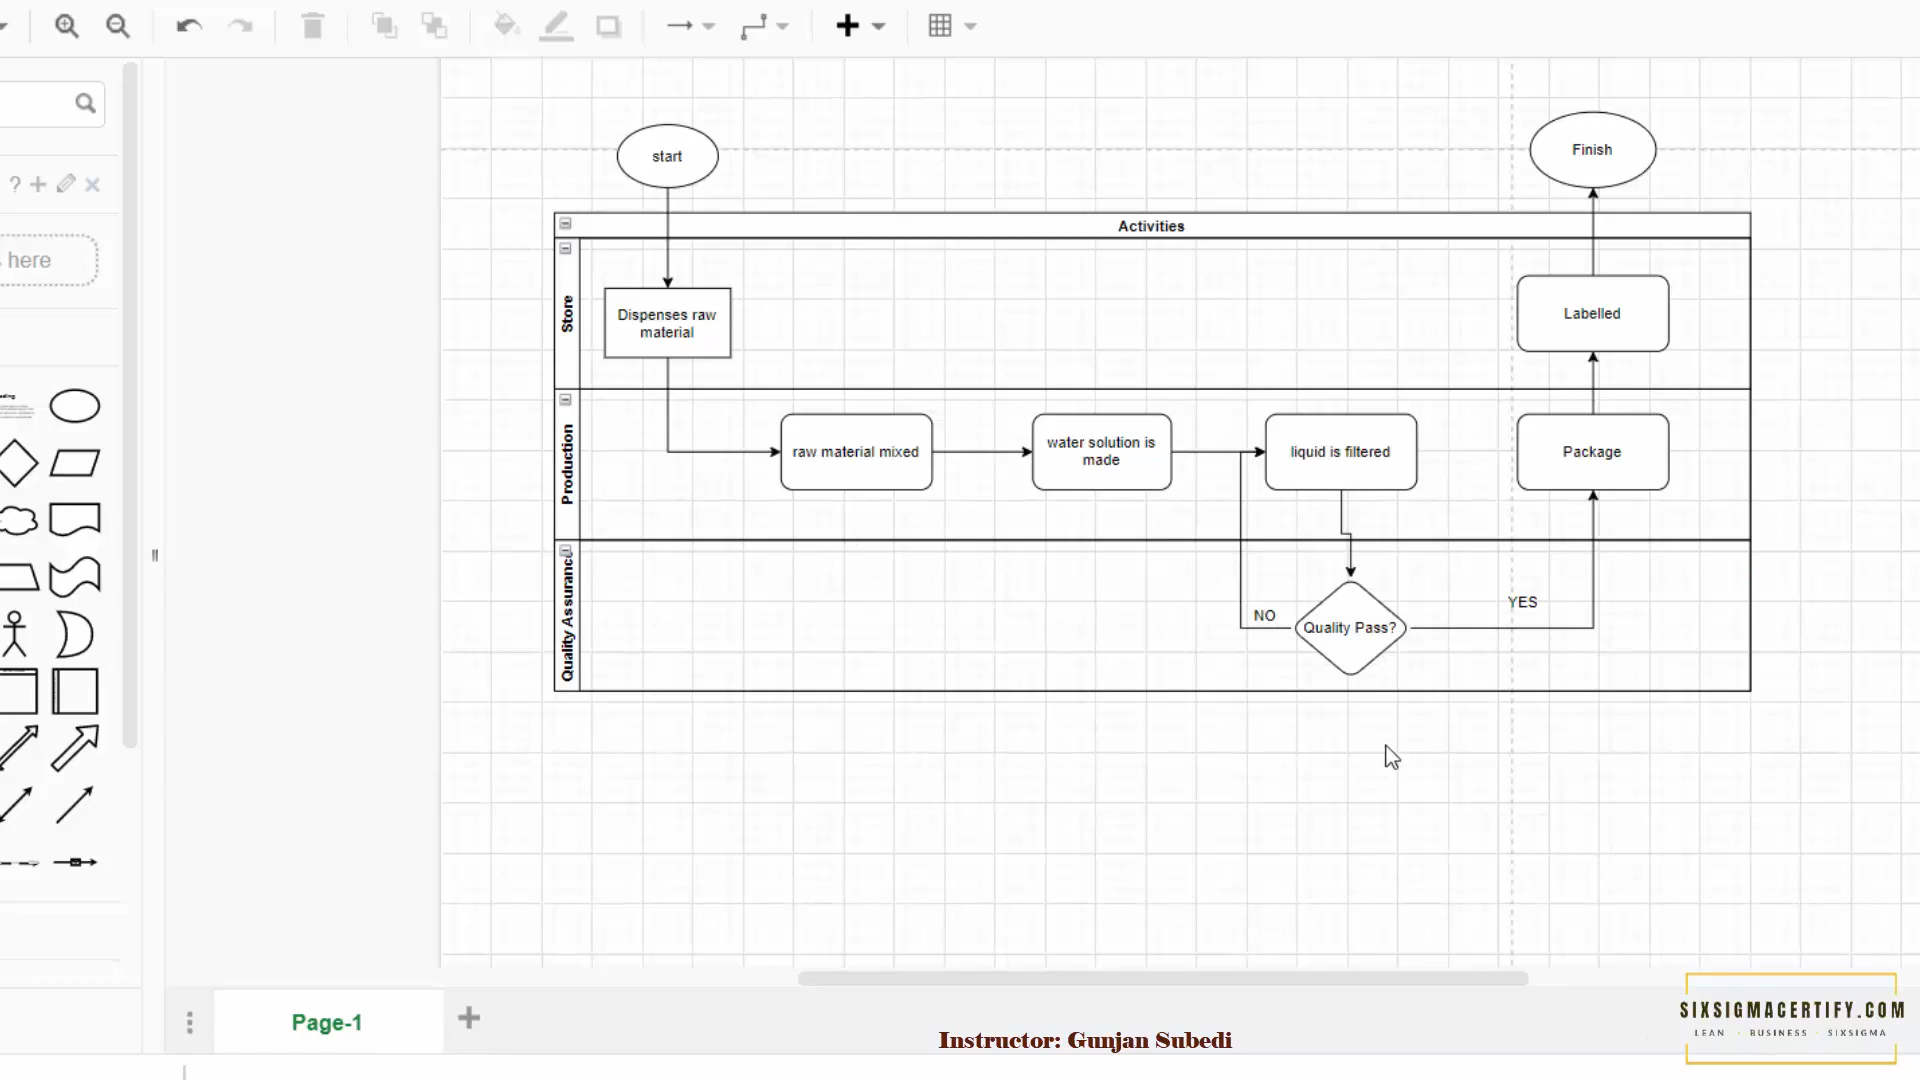 ?
here
start
Finish
Activities
Store
Dispenses raw
material
Labelled
Production
raw material mixed
water solution is
made
liquid is filtered
Package
Quality Assurance
NO
Quality Pass?
YES
Page-1
Instructor: Gunjan Subedi
SIXSIGMACERTIFY.COM
LEAN · BUSINESS · SIXSIGMA